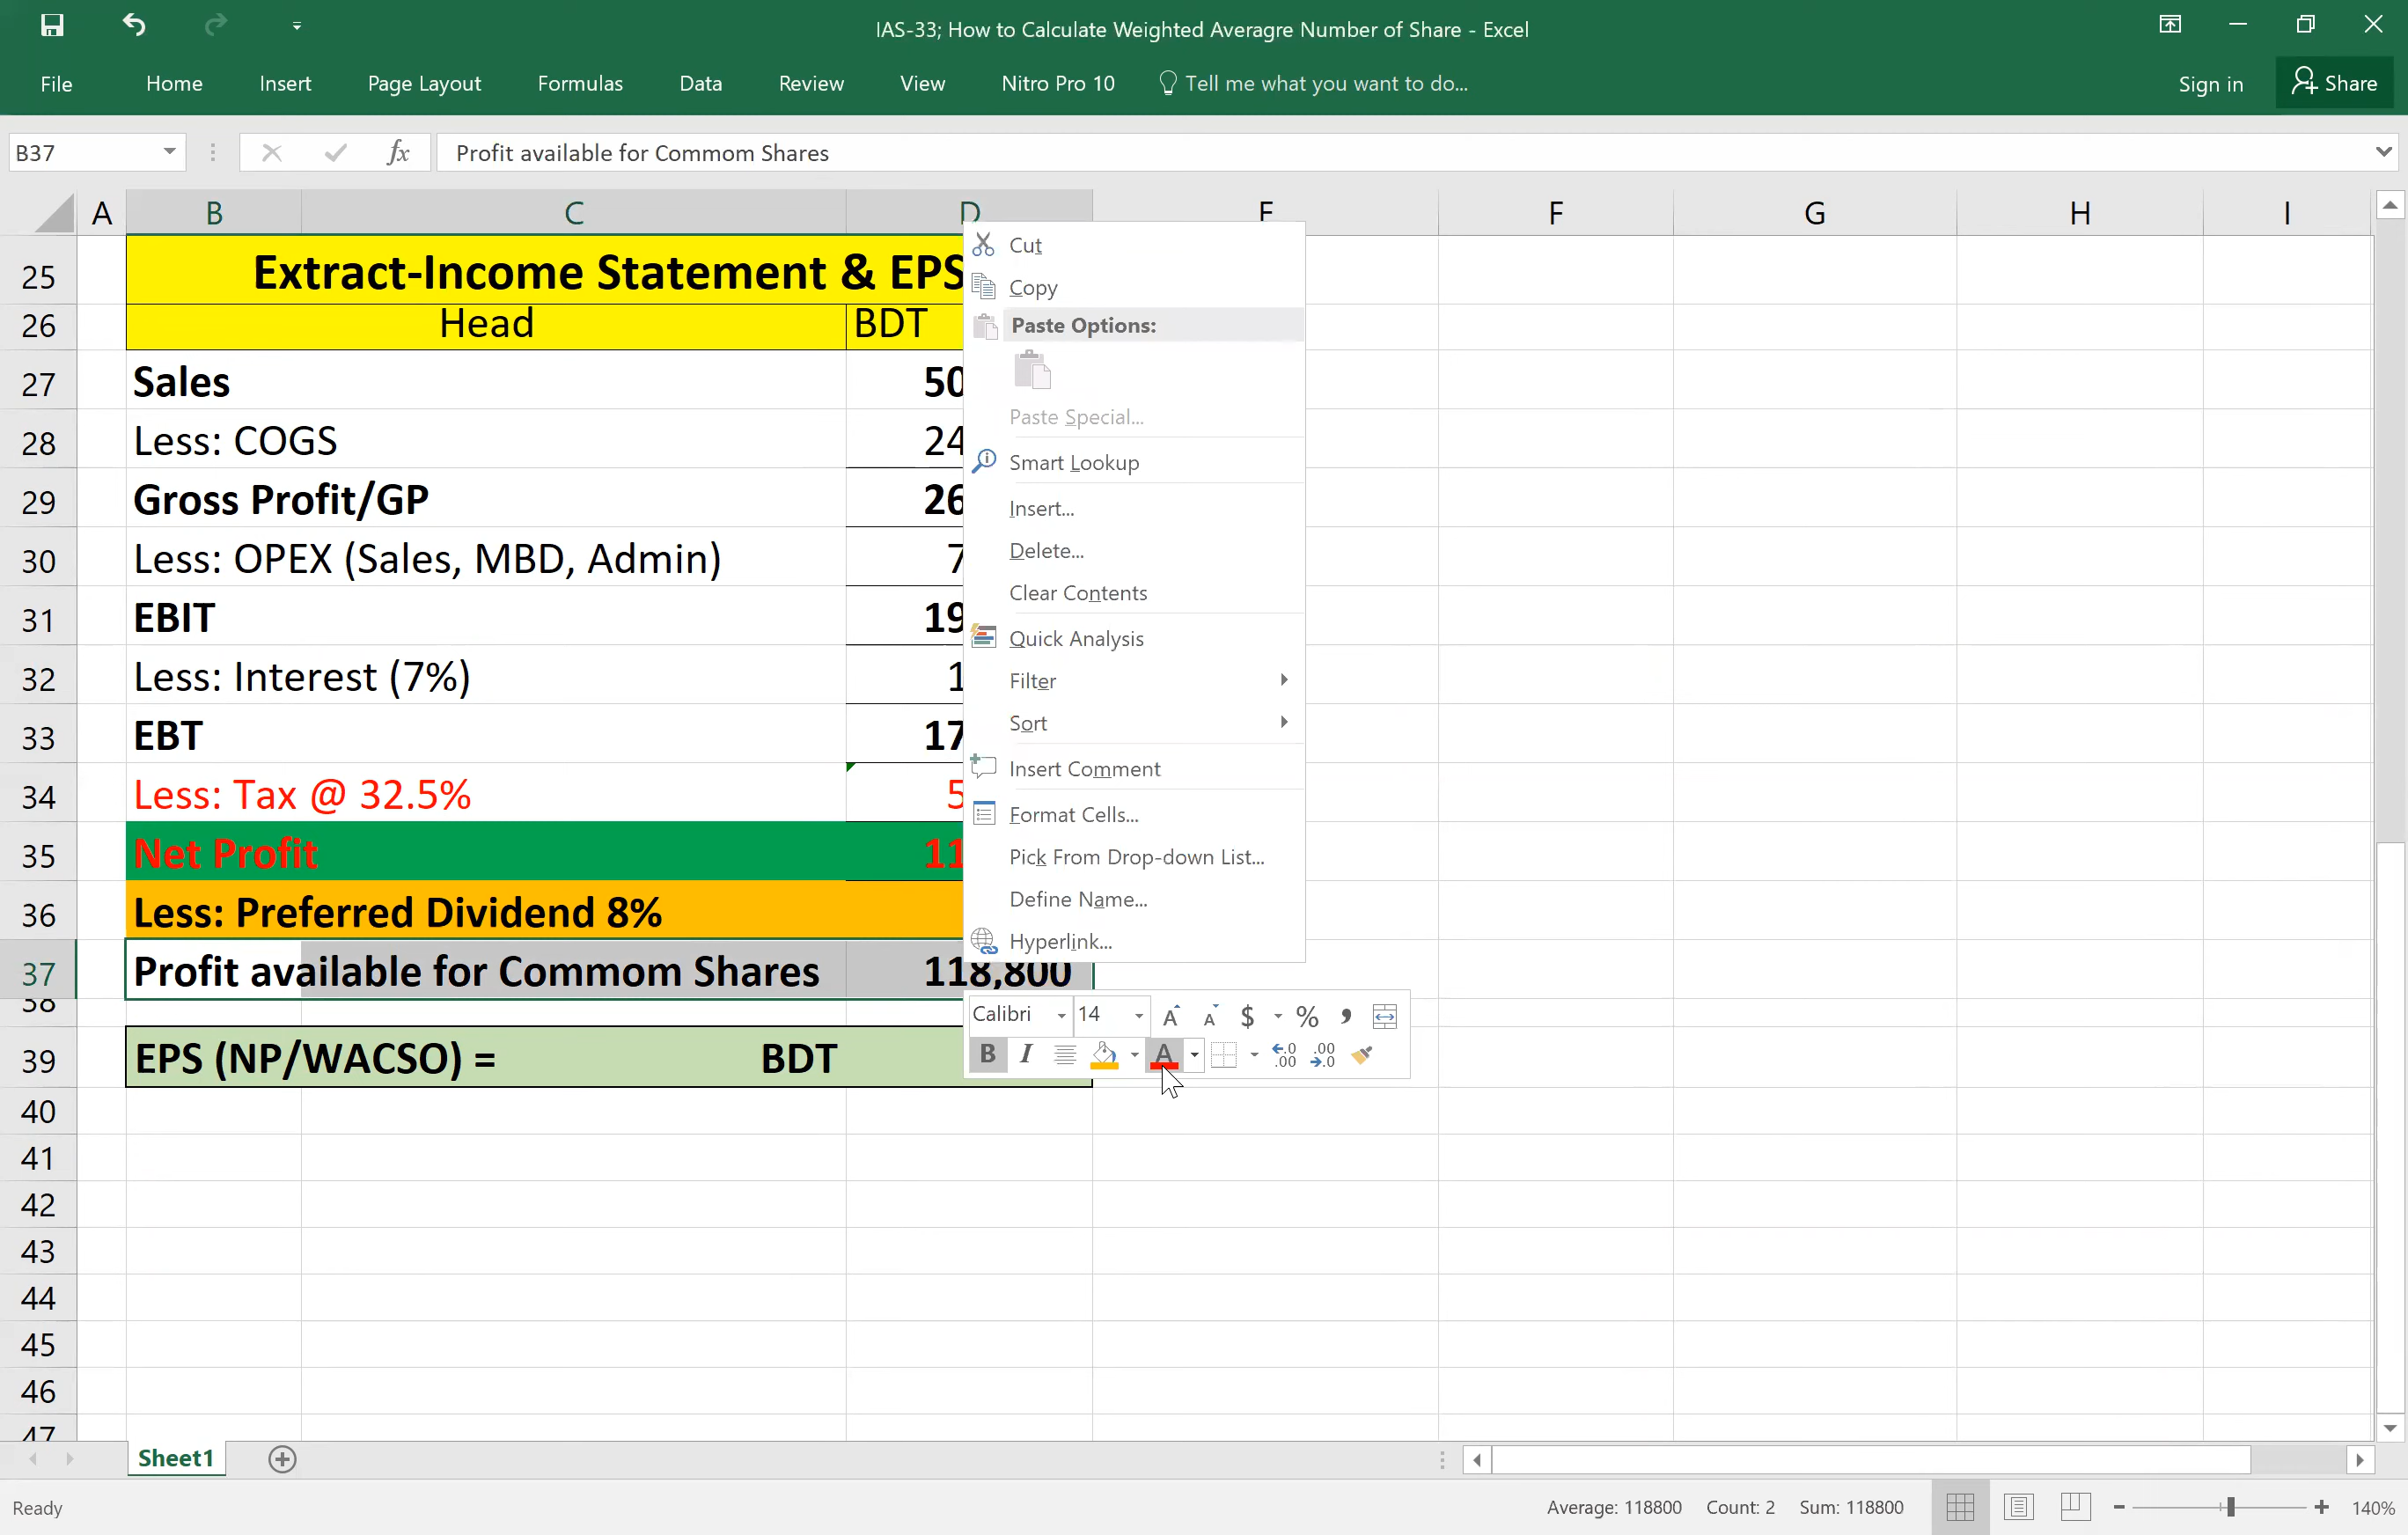 IAS-33; How to Calculate Weighted Averagre Number of Share - Excel
File Home Insert Page Layout Formulas Data Review View Nitro Pro 10 Tell me what you want to do... Sign in Share
B37 fx Profit available for Commom Shares
A B C D E F G H I
25 Extract-Income Statement & EPS
26 Head BDT
27 Sales 50
28 Less: COGS 24
29 Gross Profit/GP 26
30 Less: OPEX (Sales, MBD, Admin) 7
31 EBIT 19
32 Less: Interest (7%) 1
33 EBT 17
34 Less: Tax @ 32.5% 5
35 Net Profit 11
36 Less: Preferred Dividend 8%
37 Profit available for Commom Shares 118,800
38
39 EPS (NP/WACSO) = BDT
40
41
42
43
44
45
46
47
Cut
Copy
Paste Options:
Paste Special...
Smart Lookup
Insert...
Delete...
Clear Contents
Quick Analysis
Filter
Sort
Insert Comment
Format Cells...
Pick From Drop-down List...
Define Name...
Hyperlink...
Calibri 14 A A $ % ,
B I A .0 .00 .00 .0
Sheet1
Ready Average: 118800 Count: 2 Sum: 118800 140%